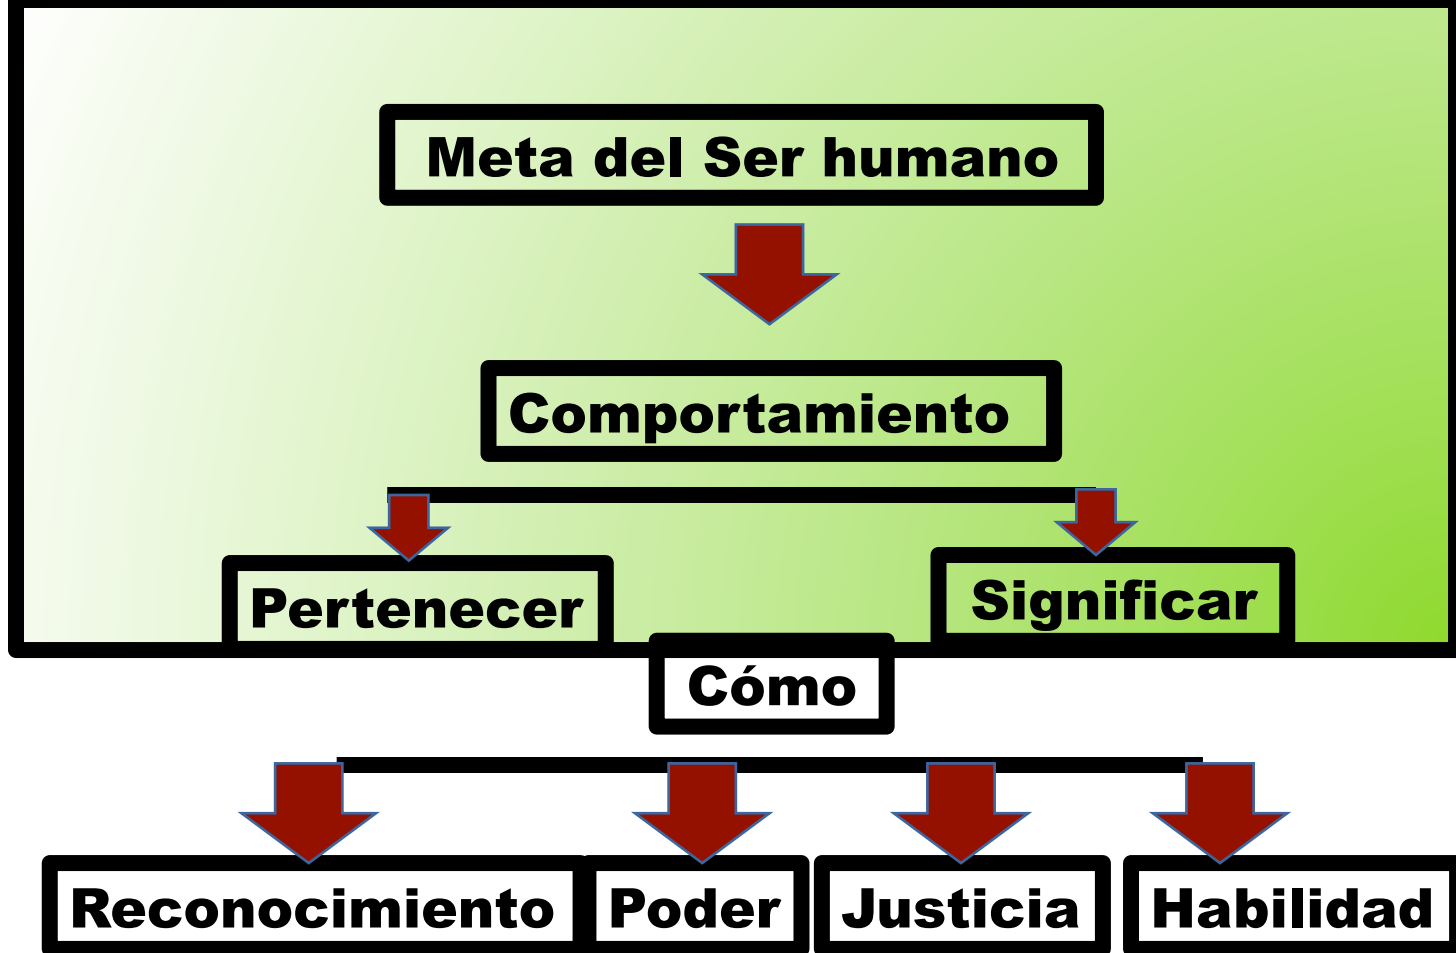 Meta del Ser humano
Comportamiento
Pertenecer
Significar
Cómo
Reconocimiento
Poder
Justicia
Habilidad